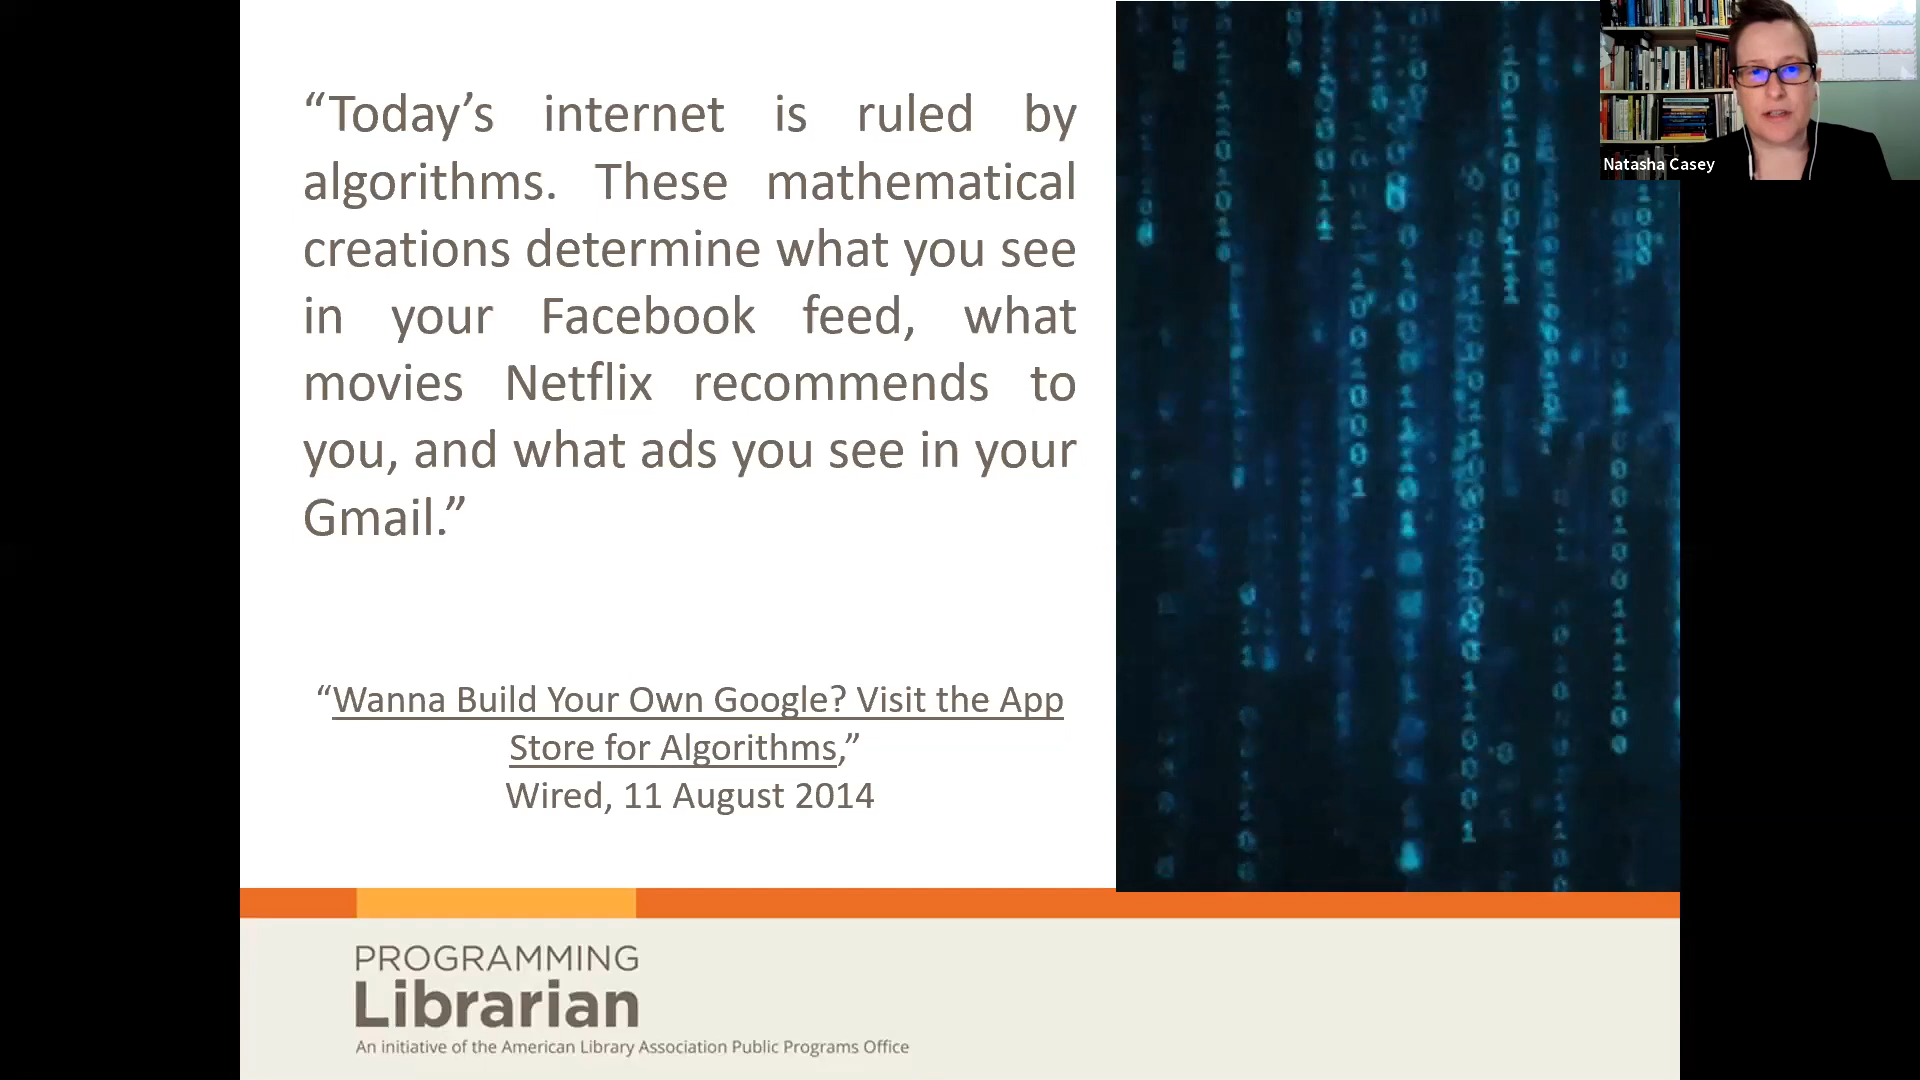 “Today’s internet is ruled by
algorithms. These mathematical
creations determine what you see
in your Facebook feed, what
movies Netflix recommends to
you, and what ads you see in your
Gmail.”
“Wanna Build Your Own Google? Visit the App
Store for Algorithms,”
Wired, 11 August 2014
Natasha Casey
PROGRAMMING
Librarian
An initiative of the American Library Association Public Programs Office